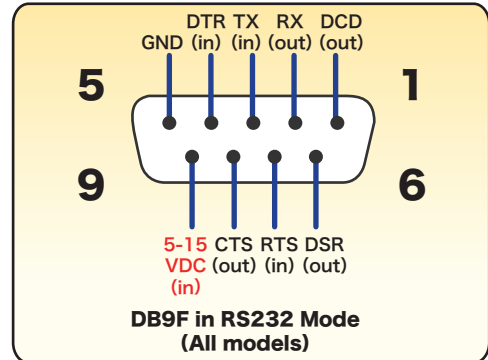 DTR TX RX DCD
GND (in) (in) (out) (out)
5 1
9 6
5-15 CTS RTS DSR
VDC (out) (in) (out)
(in)
DB9F in RS232 Mode
(All models)